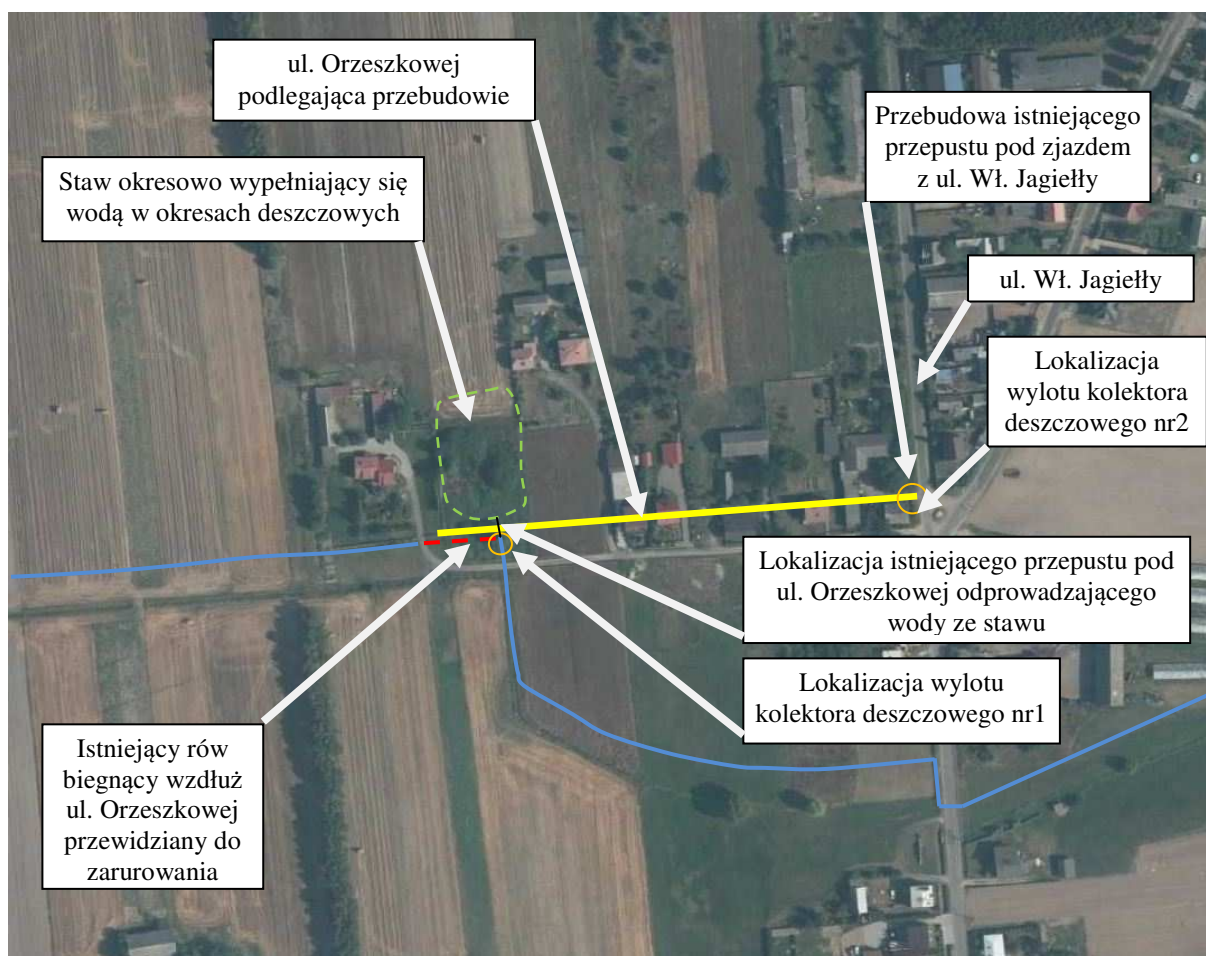 ul. Orzeszkowej
podlegająca przebudowie
Przebudowa istniejącego
przepustu pod zjazdem
z ul. Wł. Jagiełły
Staw okresowo wypełniający się
wodą w okresach deszczowych
ul. Wł. Jagiełły
Lokalizacja
wylotu kolektora
deszczowego nr2
Lokalizacja istniejącego przepustu pod
ul. Orzeszkowej odprowadzającego
wody ze stawu
Lokalizacja wylotu
kolektora deszczowego nr1
Istniejący rów
biegnący wzdłuż
ul. Orzeszkowej
przewidziany do
zarurowania